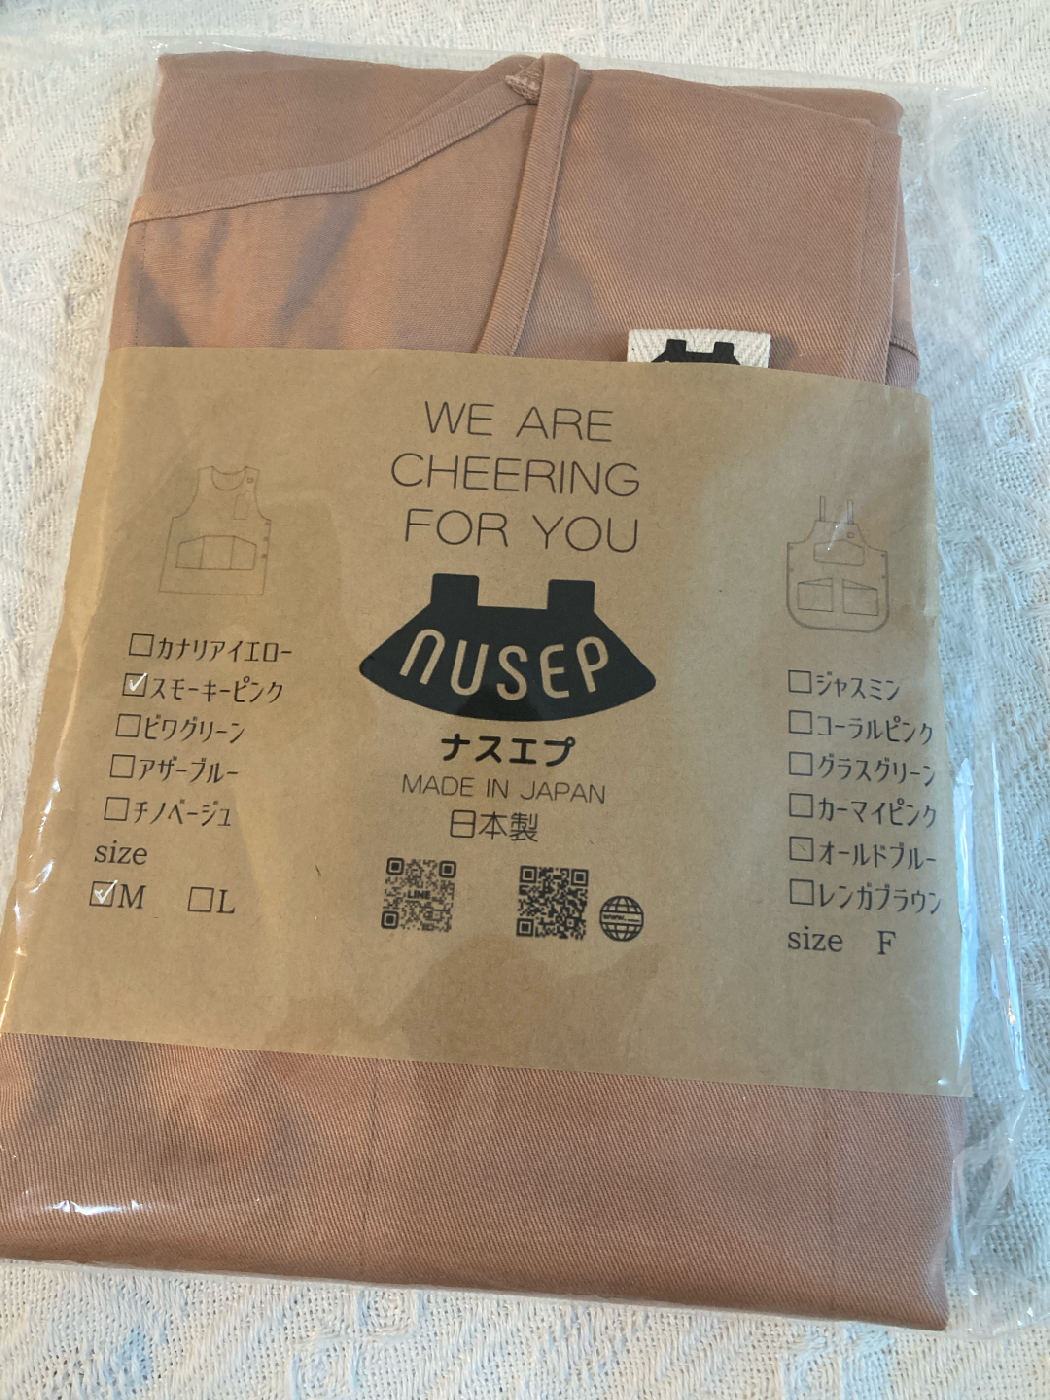 WE ARE
CHEERING
FOR YOU
NUSEP
ナスエプ
MADE IN JAPAN
日本製
LINE
www.
☐カナリアイエロー
☑スモーキーピンク
☐ビワグリーン
☐アザーブルー
☐チノベージュ
size
☑M ☐L
☐ジャスミン
☐コーラルピンク
☐グラスグリーン
☐カーマイピンク
☐オールドブルー
☐レンガブラウン
size F